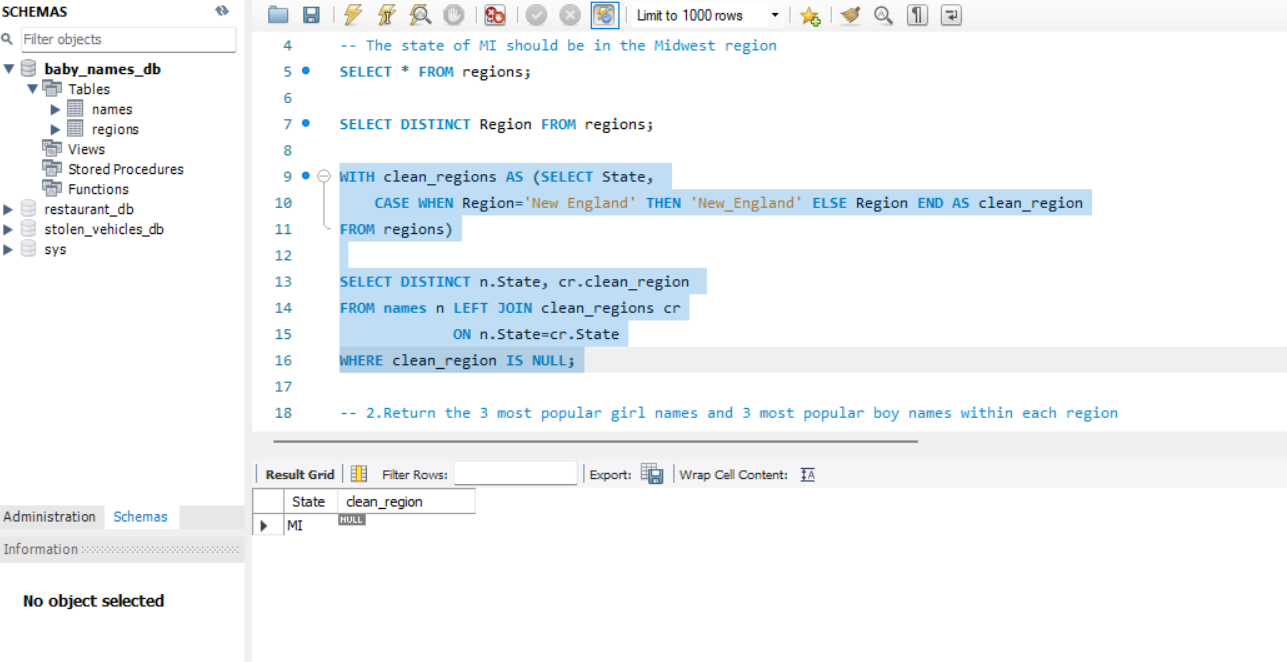 SCHEMAS
Filter objects
baby_names_db
Tables
names
regions
Views
Stored Procedures
Functions
restaurant_db
stolen_vehicles_db
sys
Administration Schemas
Information
No object selected
Limit to 1000 rows
4 -- The state of MI should be in the Midwest region
5 SELECT * FROM regions;
6
7 SELECT DISTINCT Region FROM regions;
8
9 WITH clean_regions AS (SELECT State,
10 CASE WHEN Region='New England' THEN 'New_England' ELSE Region END AS clean_region
11 FROM regions)
12
13 SELECT DISTINCT n.State, cr.clean_region
14 FROM names n LEFT JOIN clean_regions cr
15 ON n.State=cr.State
16 WHERE clean_region IS NULL;
17
18 -- 2.Return the 3 most popular girl names and 3 most popular boy names within each region
Result Grid Filter Rows: Export: Wrap Cell Content:
State clean_region
MI NULL